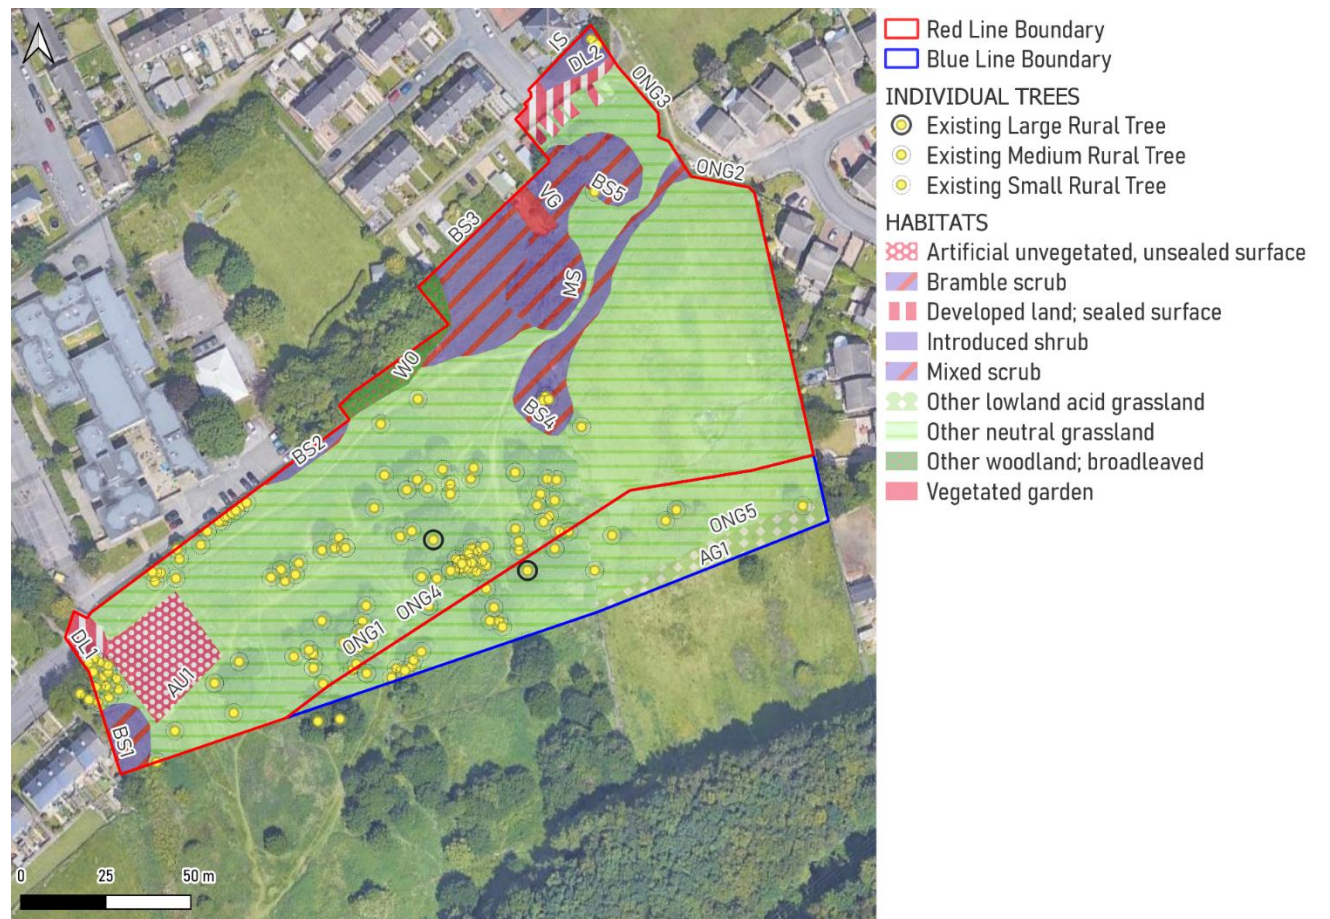 Red Line Boundary
Blue Line Boundary
INDIVIDUAL TREES
Existing Large Rural Tree
Existing Medium Rural Tree
Existing Small Rural Tree
HABITATS
Artificial unvegetated, unsealed surface
Bramble scrub
Developed land; sealed surface
Introduced shrub
Mixed scrub
Other lowland acid grassland
Other neutral grassland
Other woodland; broadleaved
Vegetated garden
IS
DL2
ONG3
ONG2
BS5
VG
BS3
MS
WO
BS4
BS2
ONG5
AG1
ONG4
ONG1
DL1
AU1
BS1
0 25 50 m